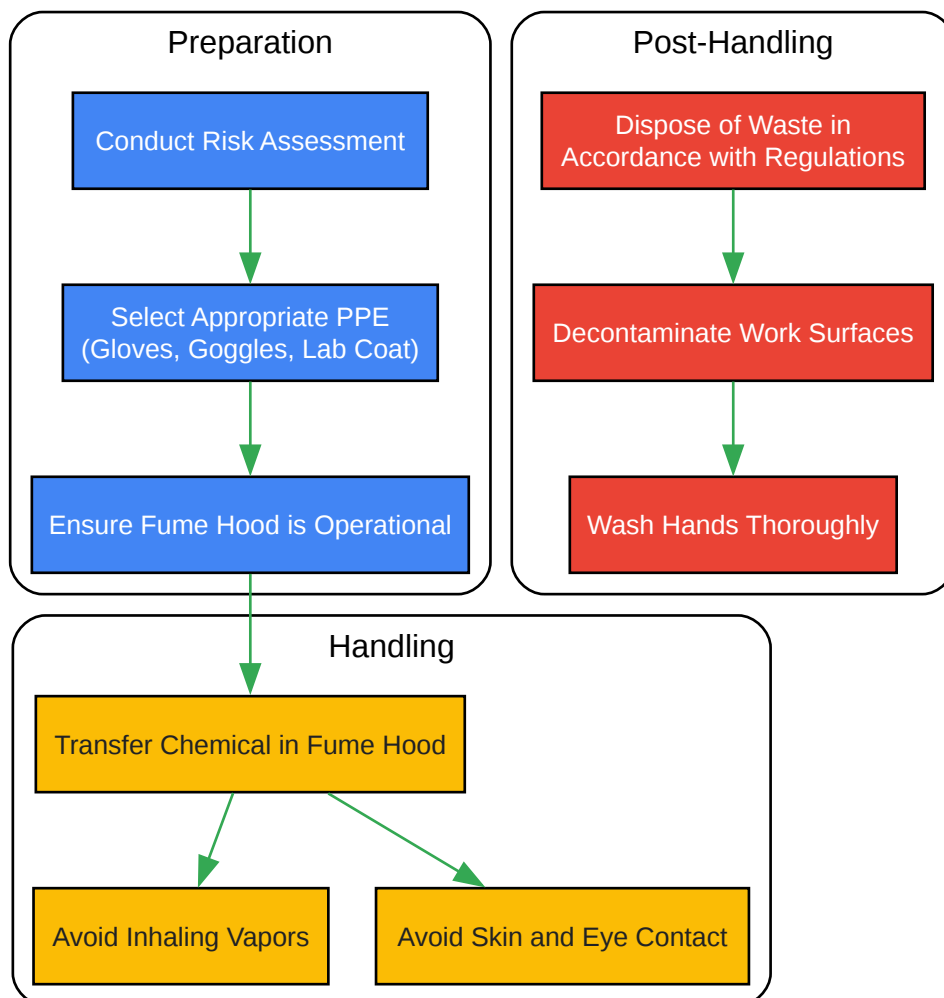 Preparation
Conduct Risk Assessment
Select Appropriate PPE
(Gloves, Goggles, Lab Coat)
Ensure Fume Hood is Operational
Post-Handling
Dispose of Waste in
Accordance with Regulations
Decontaminate Work Surfaces
Wash Hands Thoroughly
Handling
Transfer Chemical in Fume Hood
Avoid Inhaling Vapors
Avoid Skin and Eye Contact